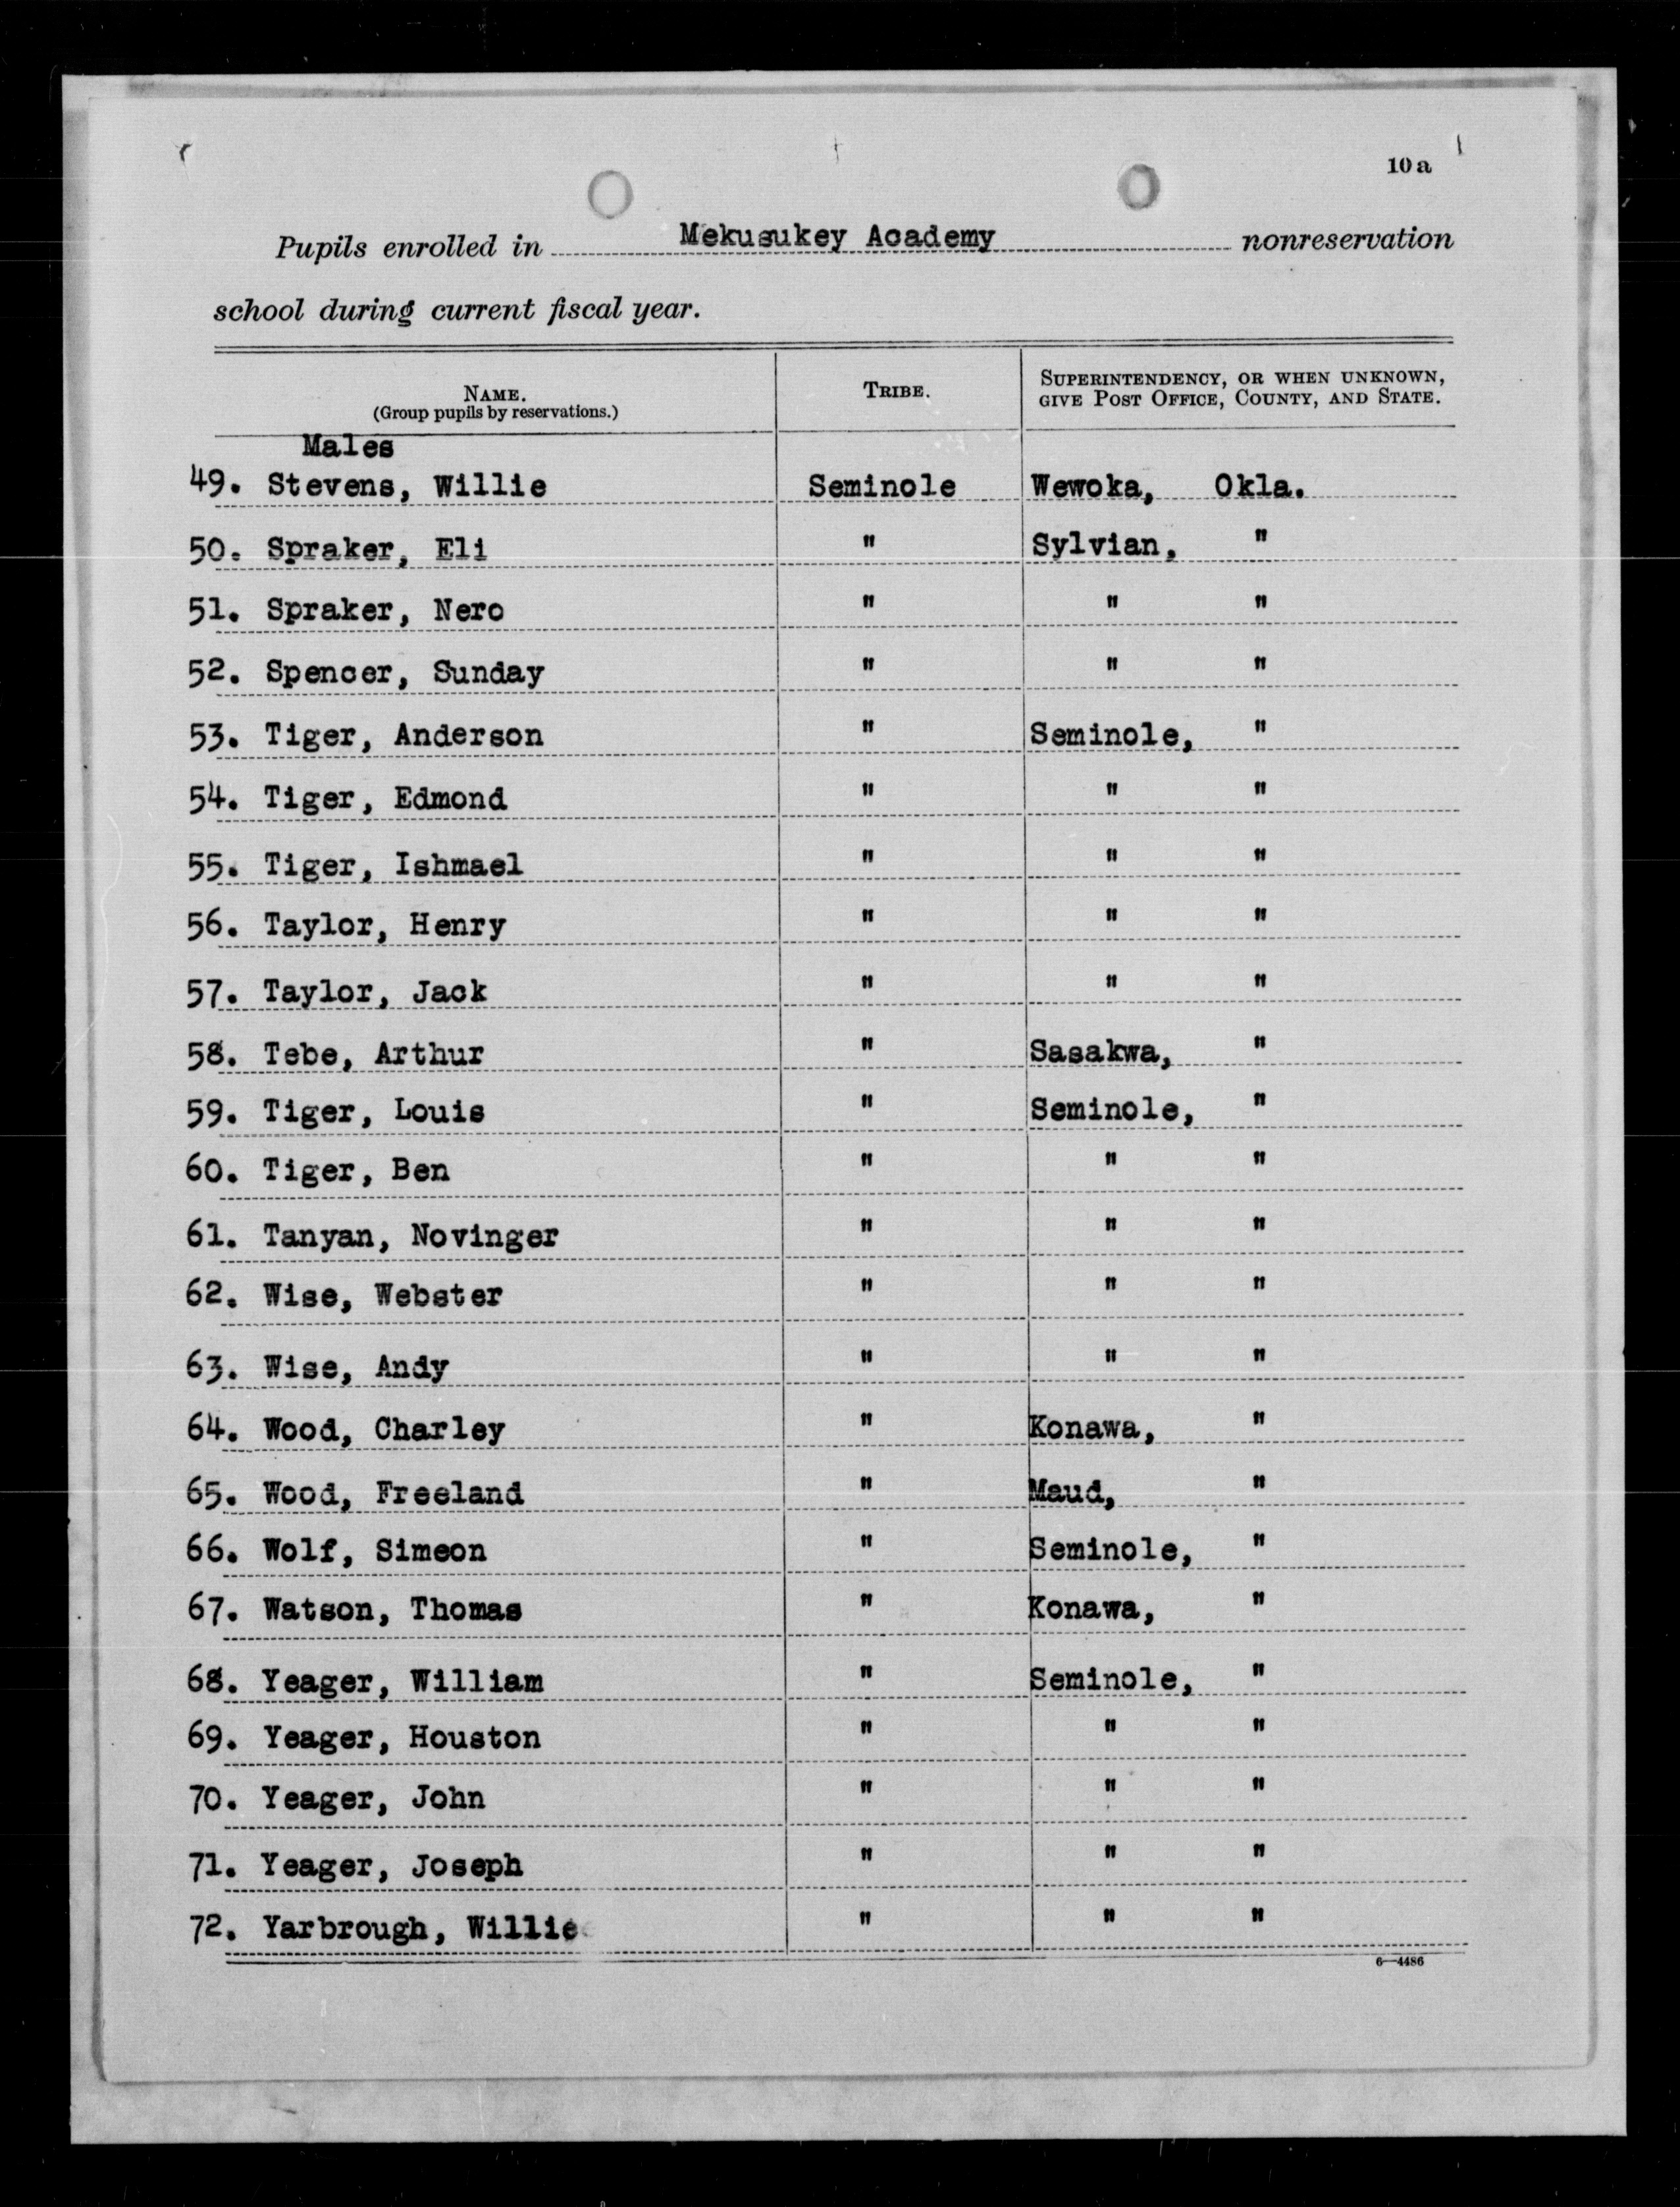 10 a
Pupils enrolled in Mekusukey Academy nonreservation
school during current fiscal year.
NAME. TRIBE. SUPERINTENDENCY, OR WHEN UNKNOWN,
(Group pupils by reservations.) GIVE POST OFFICE, COUNTY, AND STATE.
Males
49. Stevens, Willie Seminole Wewoka, Okla.
50. Spraker, Eli " Sylvian, "
51. Spraker, Nero " " "
52. Spencer, Sunday " " "
53. Tiger, Anderson " Seminole, "
54. Tiger, Edmond " " "
55. Tiger, Ishmael " " "
56. Taylor, Henry " " "
57. Taylor, Jack " " "
58. Tebe, Arthur " Sasakwa, "
59. Tiger, Louis " Seminole, "
60. Tiger, Ben " " "
61. Tanyan, Novinger " " "
62. Wise, Webster " " "
63. Wise, Andy " " "
64. Wood, Charley " Konawa, "
65. Wood, Freeland " Maud, "
66. Wolf, Simeon " Seminole, "
67. Watson, Thomas " Konawa, "
68. Yeager, William " Seminole, "
69. Yeager, Houston " " "
70. Yeager, John " " "
71. Yeager, Joseph " " "
72. Yarbrough, Willie " " "
6—4486